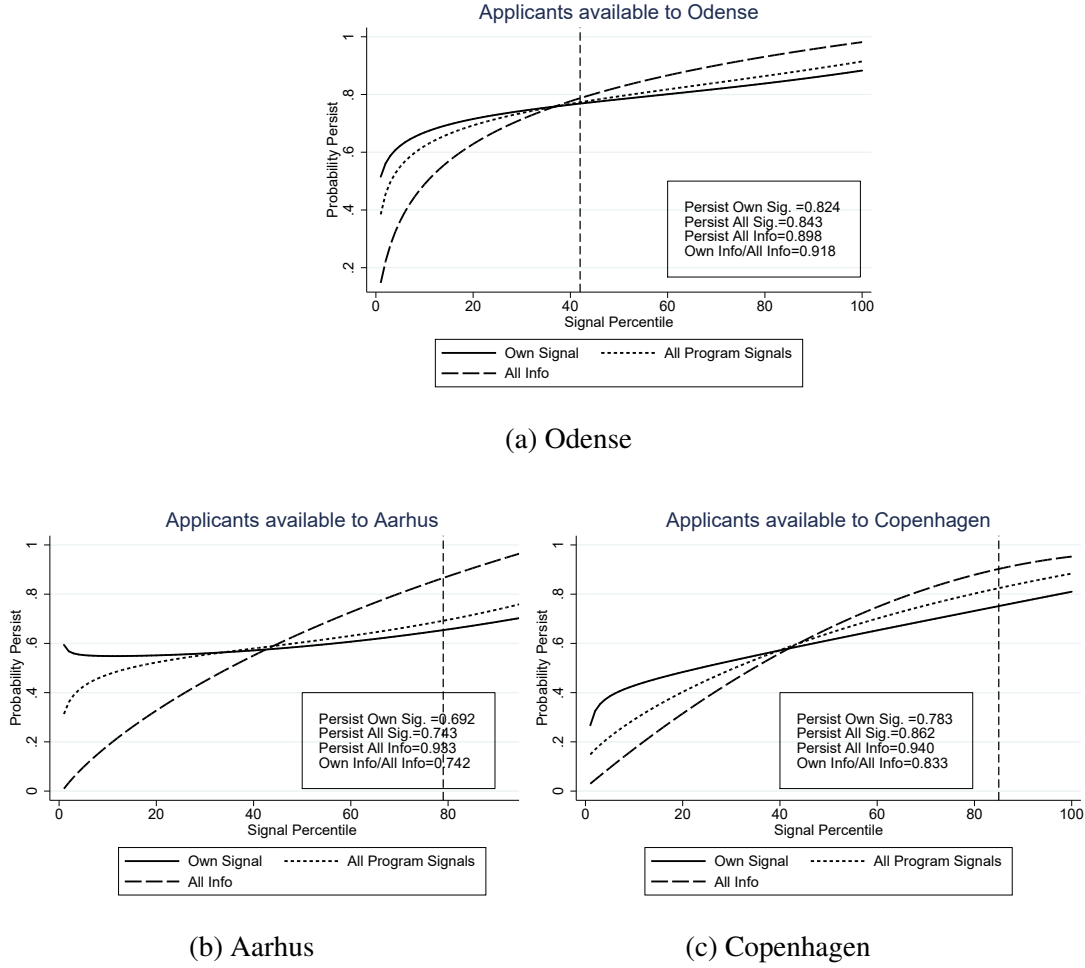 Applicants available to Odense
Probability Persist
1
.8
.6
.4
.2
Persist Own Sig. =0.824
Persist All Sig.=0.843
Persist All Info=0.898
Own Info/All Info=0.918
0 20 40 60 80 100
Signal Percentile
Own Signal All Program Signals
All Info
(a) Odense
Applicants available to Aarhus
Probability Persist
1
.8
.6
.4
.2
0
Persist Own Sig. =0.692
Persist All Sig.=0.743
Persist All Info=0.933
Own Info/All Info=0.742
0 20 40 60 80
Signal Percentile
Own Signal All Program Signals
All Info
(b) Aarhus
Applicants available to Copenhagen
Probability Persist
1
.8
.6
.4
.2
0
Persist Own Sig. =0.783
Persist All Sig.=0.862
Persist All Info=0.940
Own Info/All Info=0.833
0 20 40 60 80 100
Signal Percentile
Own Signal All Program Signals
All Info
(c) Copenhagen